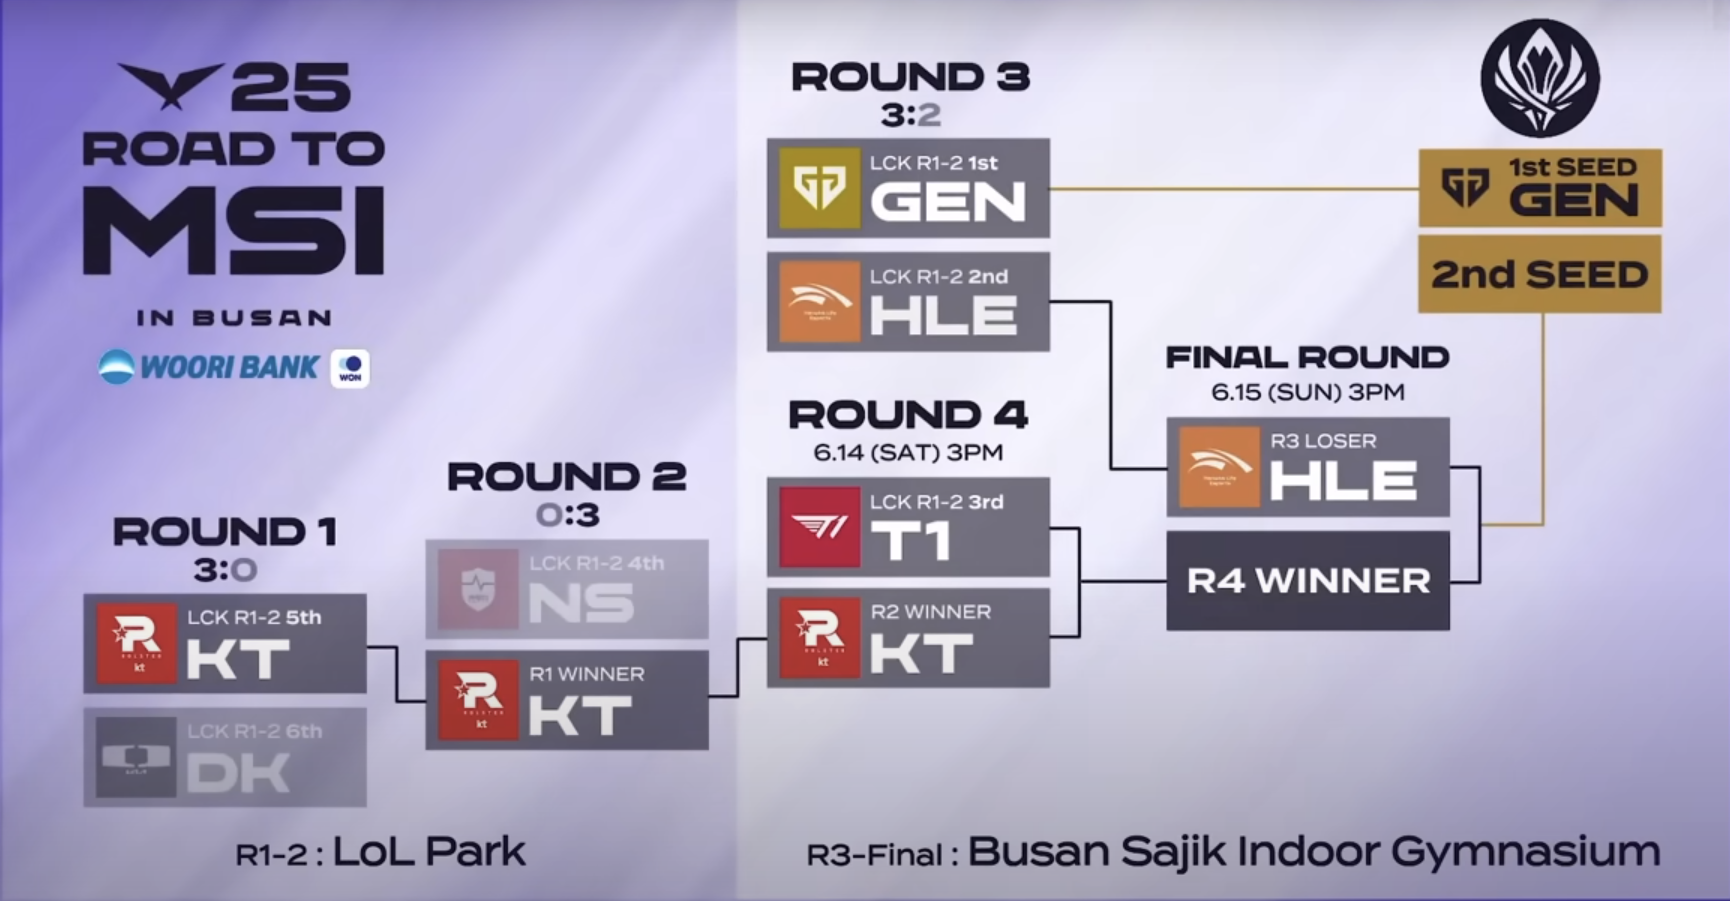 25
ROAD TO
MSI
IN BUSAN
WOORI BANK
WON
ROUND 1
3:0
LCK R1-2 5th
KT
LCK R1-2 6th
DK
ROUND 2
0:3
LCK R1-2 4th
NS
R1 WINNER
KT
R1-2 : LoL Park
ROUND 3
3:2
LCK R1-2 1st
GEN
LCK R1-2 2nd
HLE
ROUND 4
6.14 (SAT) 3PM
LCK R1-2 3rd
T1
R2 WINNER
KT
FINAL ROUND
6.15 (SUN) 3PM
R3 LOSER
HLE
R4 WINNER
1st SEED
GEN
2nd SEED
R3-Final : Busan Sajik Indoor Gymnasium